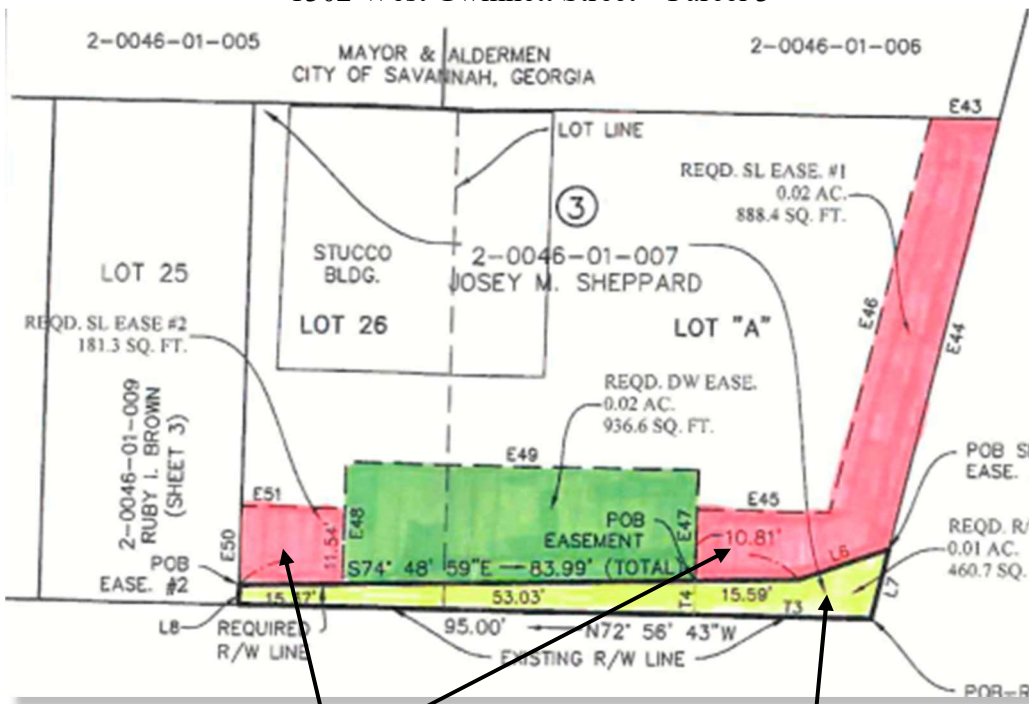 2-0046-01-005
MAYOR & ALDERMEN
CITY OF SAVANNAH, GEORGIA
2-0046-01-006
E43
LOT LINE
REQD. SL EASE. #1
0.02 AC.
888.4 SQ. FT.
3
STUCCO
BLDG.
2-0046-01-007
JOSEY M. SHEPPARD
LOT 25
LOT 26
LOT "A"
E46
E44
REQD. SL EASE #2
181.3 SQ. FT.
2-0046-01-009
RUBY I. BROWN
(SHEET 3)
REQD. DW EASE.
0.02 AC.
936.6 SQ. FT.
E49
E51
E50
11.54'
E48
E47
E45
POB
EASEMENT
10.81'
L6
POB
EASE.
REQD.
0.01 AC.
460.7 SQ.
L7
POB
EASE. #2
S74° 48' 59"E
83.99' (TOTAL)
53.03'
T4
15.59'
T3
L8
REQUIRED
R/W LINE
95.00'
N72° 56' 43"W
EXISTING R/W LINE